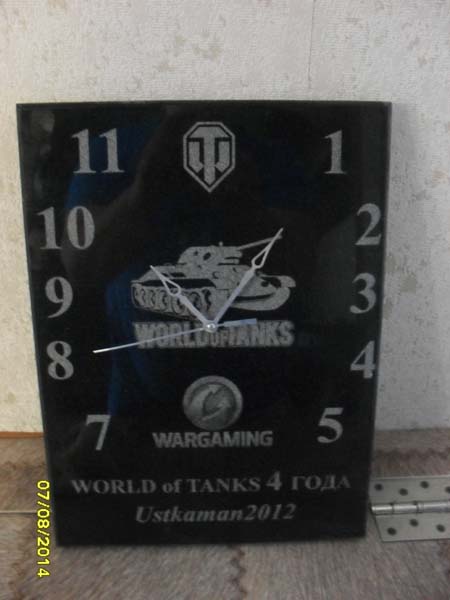 11 1
10 2
9 3
8 4
7 5
WORLD OF TANKS
WARGAMING
WORLD of TANKS 4 ГОДА
Ustkaman2012
07/08/2014